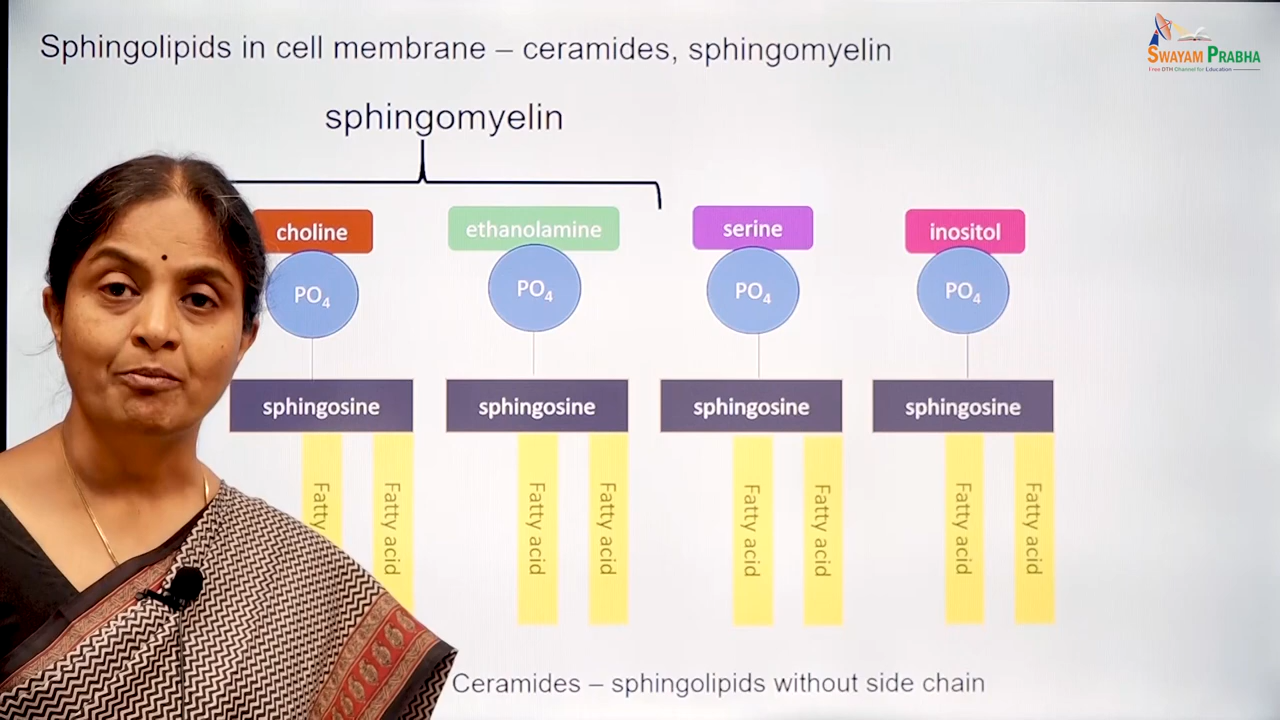 Sphingolipids in cell membrane – ceramides, sphingomyelin
SWAYAM PRABHA
Free DTH Channel for Education
sphingomyelin
choline
ethanolamine
serine
inositol
PO4
PO4
PO4
PO4
sphingosine
sphingosine
sphingosine
sphingosine
Fatty
Fatty acid
Fatty acid
Fatty acid
Fatty acid
Fatty acid
Fatty acid
Fatty acid
Ceramides – sphingolipids without side chain